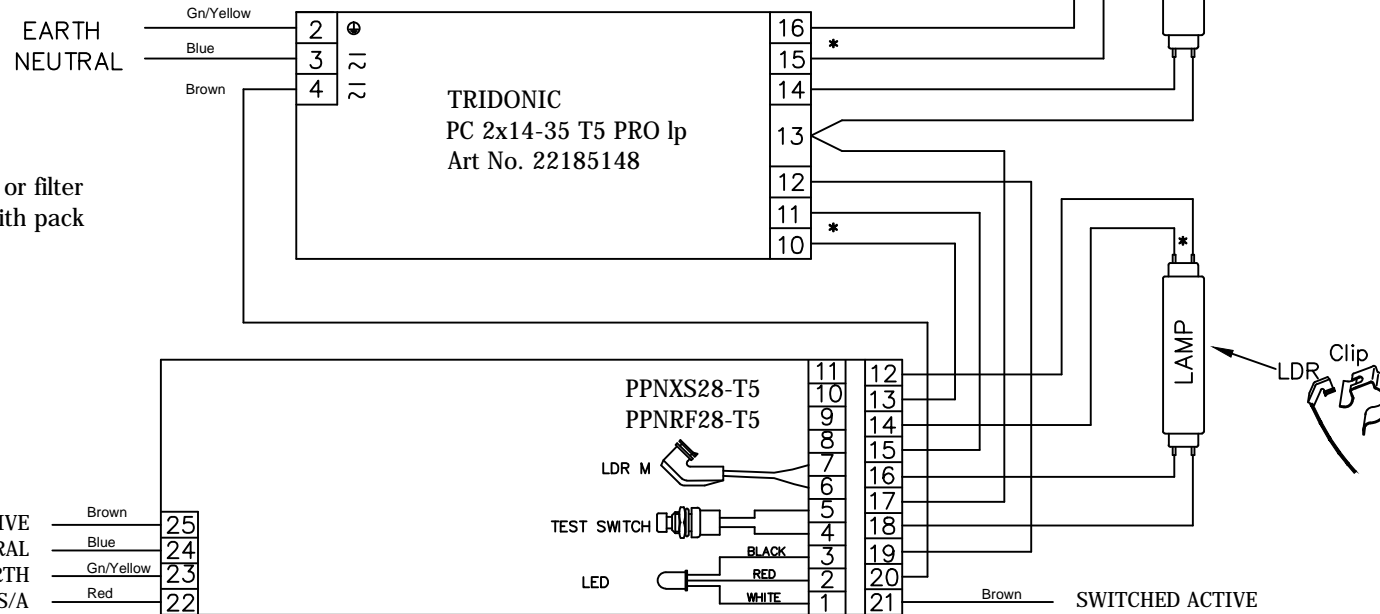 Gn/Yellow
EARTH
2
16
*
Blue
NEUTRAL
3
15
Brown
4
14
TRIDONIC
PC 2x14-35 T5 PRO lp
Art No. 22185148
13
or filter
12
ith pack
11
*
10
*
LAMP
LDR
Clip
PPNXS28-T5
PPNRF28-T5
11
10
9
8
7
6
5
4
3
2
1
12
13
14
15
16
17
18
19
20
21
LDR M
TEST SWITCH
LED
BLACK
RED
WHITE
IVE
Brown
25
RAL
Blue
24
2TH
Gn/Yellow
23
S/A
Red
22
Brown
SWITCHED ACTIVE